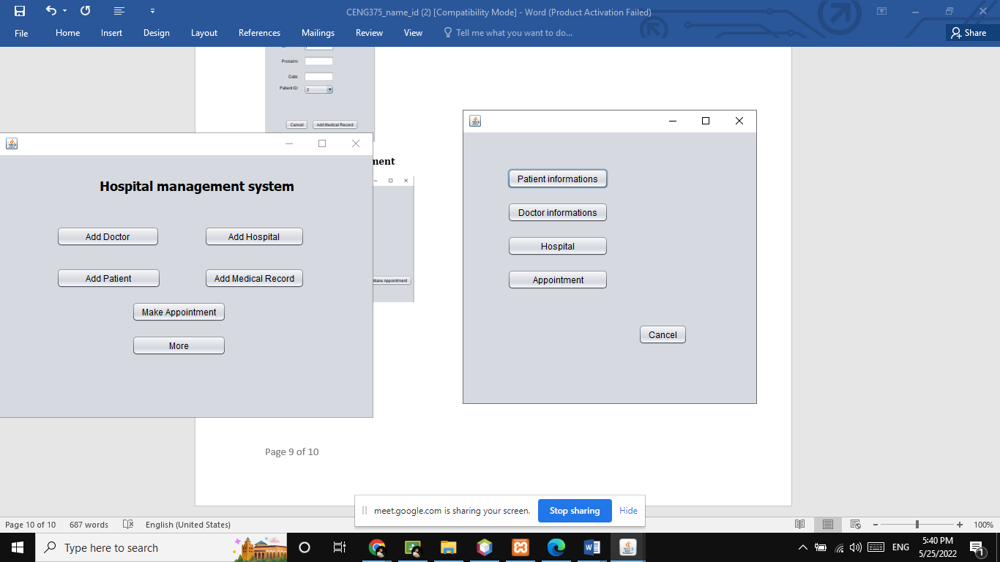 CENG375_name_id (2) [Compatibility Mode] - Word (Product Activation Failed)
File Home Insert Design Layout References Mailings Review View Tell me what you want to do... Share
Probelm:
Date:
Patient ID: 2
Cancel Add Medical Record
ment
Make Appointment
Hospital management system
Add Doctor Add Hospital
Add Patient Add Medical Record
Make Appointment
More
Patient informations
Doctor informations
Hospital
Appointment
Cancel
Page 9 of 10
meet.google.com is sharing your screen. Stop sharing Hide
Page 10 of 10 687 words English (United States) 100%
Type here to search
ENG
5:40 PM
5/25/2022
1